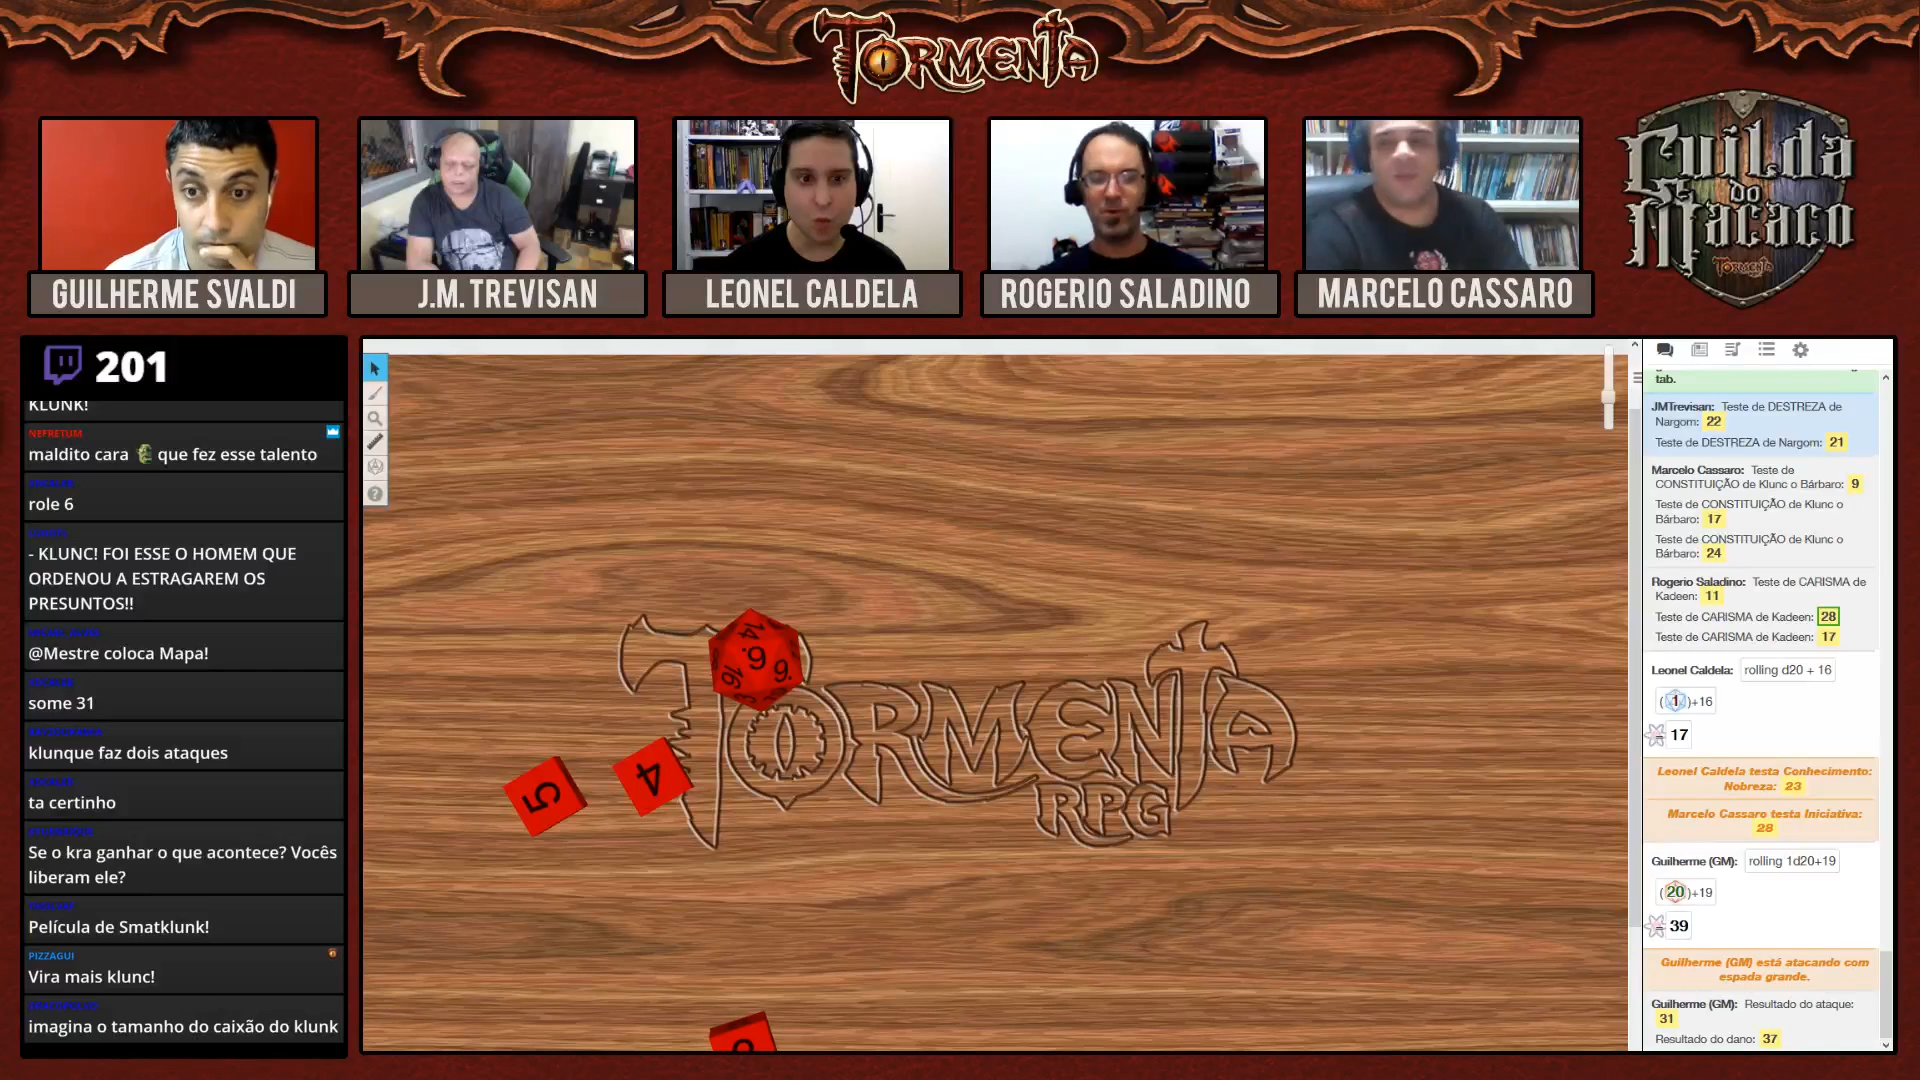 TORMENTA
Guilda
do
Macaco
TORMENTA
GUILHERME SVALDI
J.M. TREVISAN
LEONEL CALDELA
ROGERIO SALADINO
MARCELO CASSARO
201
KLUNK!
NEFRETUM
maldito cara que fez esse talento
role 6
- KLUNC! FOI ESSE O HOMEM QUE
ORDENOU A ESTRAGAREM OS
PRESUNTOS!!
@Mestre coloca Mapa!
some 31
klunque faz dois ataques
ta certinho
Se o kra ganhar o que acontece? Vocês
liberam ele?
Película de Smatklunk!
PIZZAGUI
Vira mais klunc!
imagina o tamanho do caixão do klunk
14
6.
9.
16
5
4
TORMENTA
RPG
tab.
JMTrevisan: Teste de DESTREZA de
Nargom: 22
Teste de DESTREZA de Nargom: 21
Marcelo Cassaro: Teste de
CONSTITUIÇÃO de Klunc o Bárbaro: 9
Teste de CONSTITUIÇÃO de Klunc o
Bárbaro: 17
Teste de CONSTITUIÇÃO de Klunc o
Bárbaro: 24
Rogerio Saladino: Teste de CARISMA de
Kadeen: 11
Teste de CARISMA de Kadeen: 28
Teste de CARISMA de Kadeen: 17
Leonel Caldela: rolling d20 + 16
(1)+16
= 17
Leonel Caldela testa Conhecimento:
Nobreza: 23
Marcelo Cassaro testa Iniciativa:
28
Guilherme (GM): rolling 1d20+19
(20)+19
= 39
Guilherme (GM) está atacando com
espada grande.
Guilherme (GM): Resultado do ataque:
31
Resultado do dano: 37